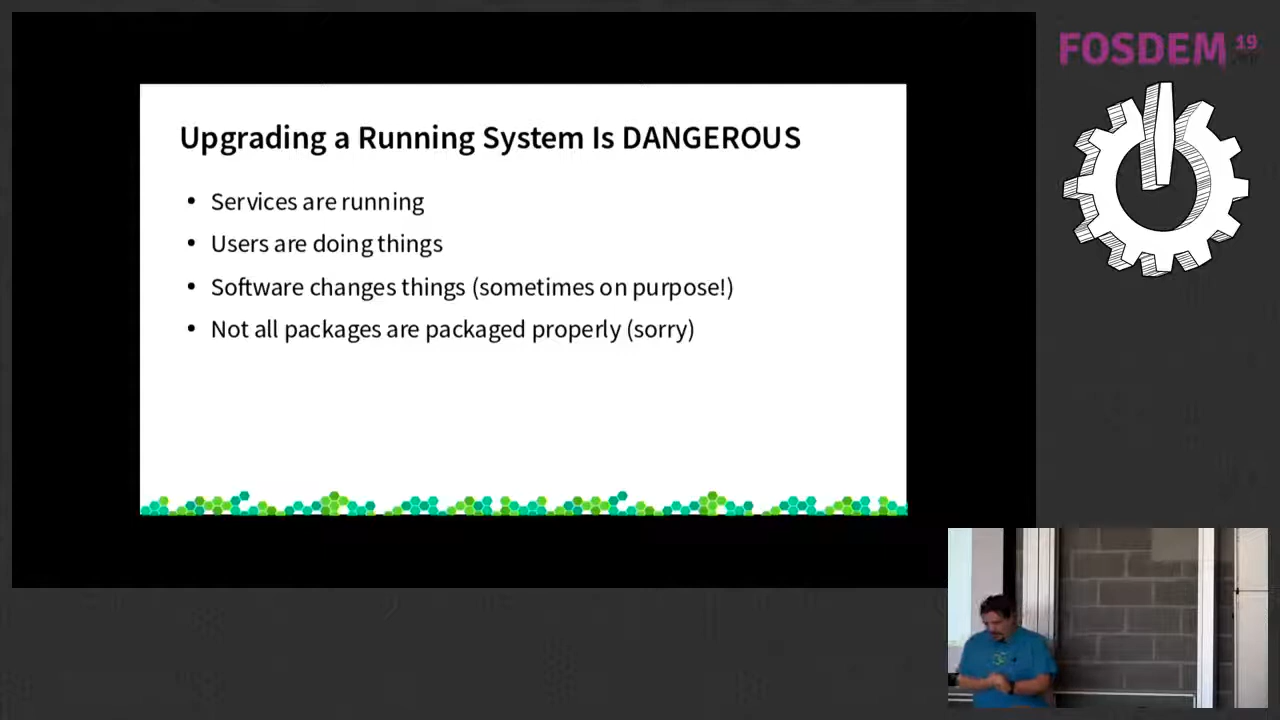 FOSDEM 19
Upgrading a Running System Is DANGEROUS
• Services are running
• Users are doing things
• Software changes things (sometimes on purpose!)
• Not all packages are packaged properly (sorry)